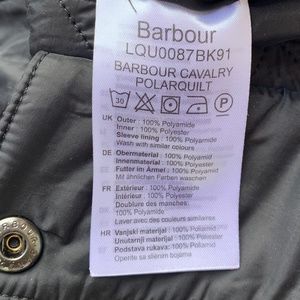 Barbour
LQU0087BK91
BARBOUR CAVALRY
POLARQUILT
30
P
UK Outer : 100% Polyamide
Inner : 100% Polyester
Sleeve lining : 100% Polyamide
Wash with similar colours
DE Obermaterial : 100% Polyamid
Innenmaterial : 100% Polyester
Futter im Ärmel : 100% Polyamid
Mit ähnlichen Farben waschen
FR Extérieur : 100% Polyamide
Intérieur : 100% Polyester
Doublure des manches :
100% Polyamide
Laver avec des couleurs similaires
HR Vanjski materijal : 100% Poliamid
Unutarnji materijal : 100% Poliester
Podstava rukava : 100% Poliamid
Operite sa sličnim bojama